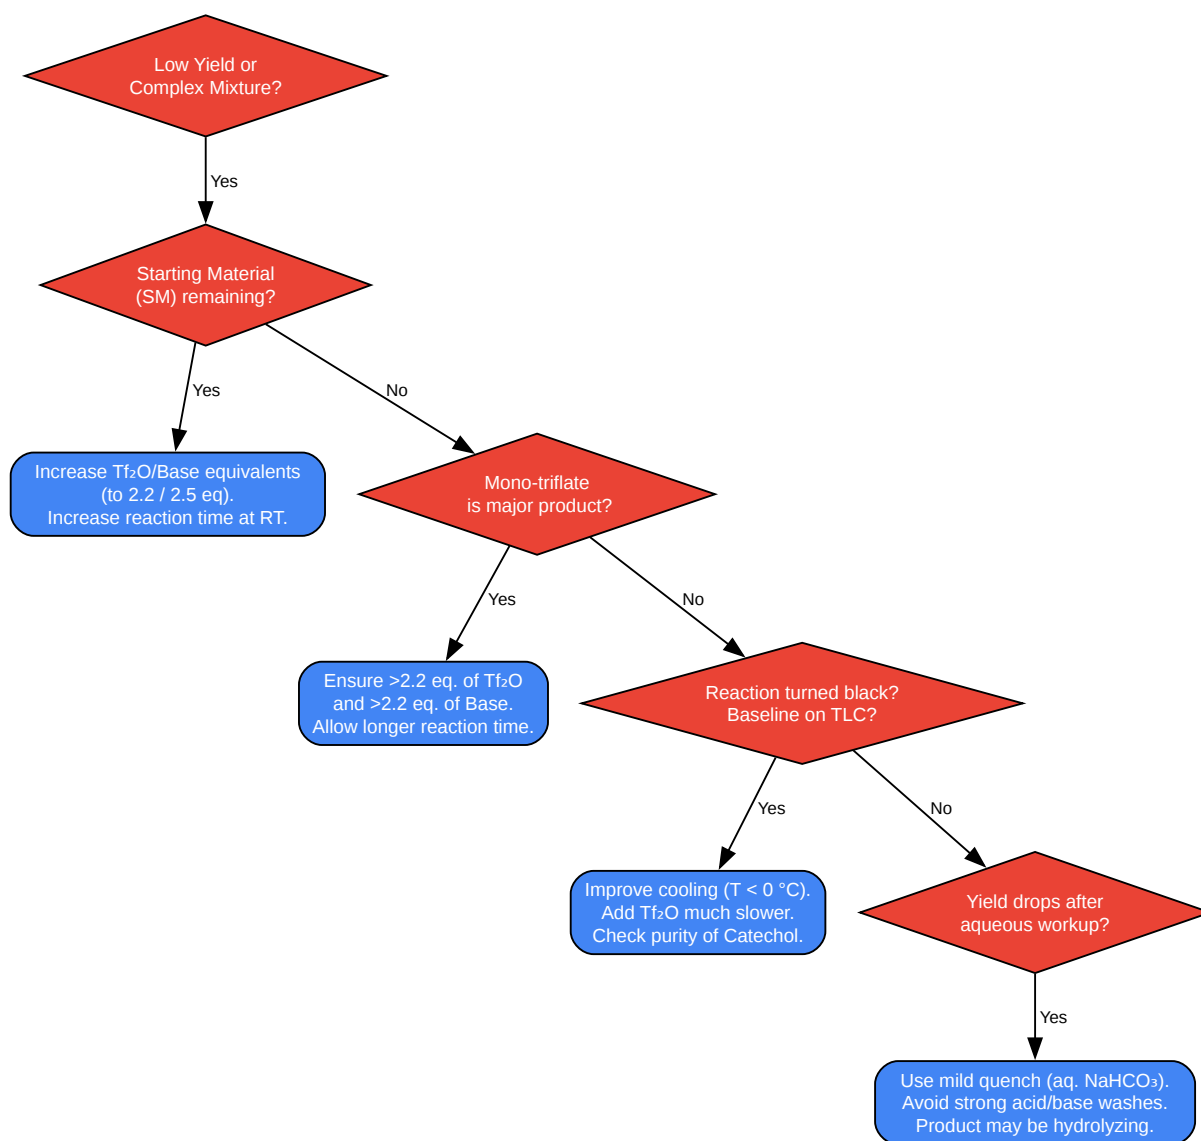 Low Yield or
Complex Mixture?
Yes
Starting Material
(SM) remaining?
Yes
No
Increase Tf₂O/Base equivalents
(to 2.2 / 2.5 eq).
Increase reaction time at RT.
Mono-triflate
is major product?
Yes
No
Ensure >2.2 eq. of Tf₂O
and >2.2 eq. of Base.
Allow longer reaction time.
Reaction turned black?
Baseline on TLC?
Yes
No
Improve cooling (T < 0 °C).
Add Tf₂O much slower.
Check purity of Catechol.
Yield drops after
aqueous workup?
Yes
Use mild quench (aq. NaHCO₃).
Avoid strong acid/base washes.
Product may be hydrolyzing.